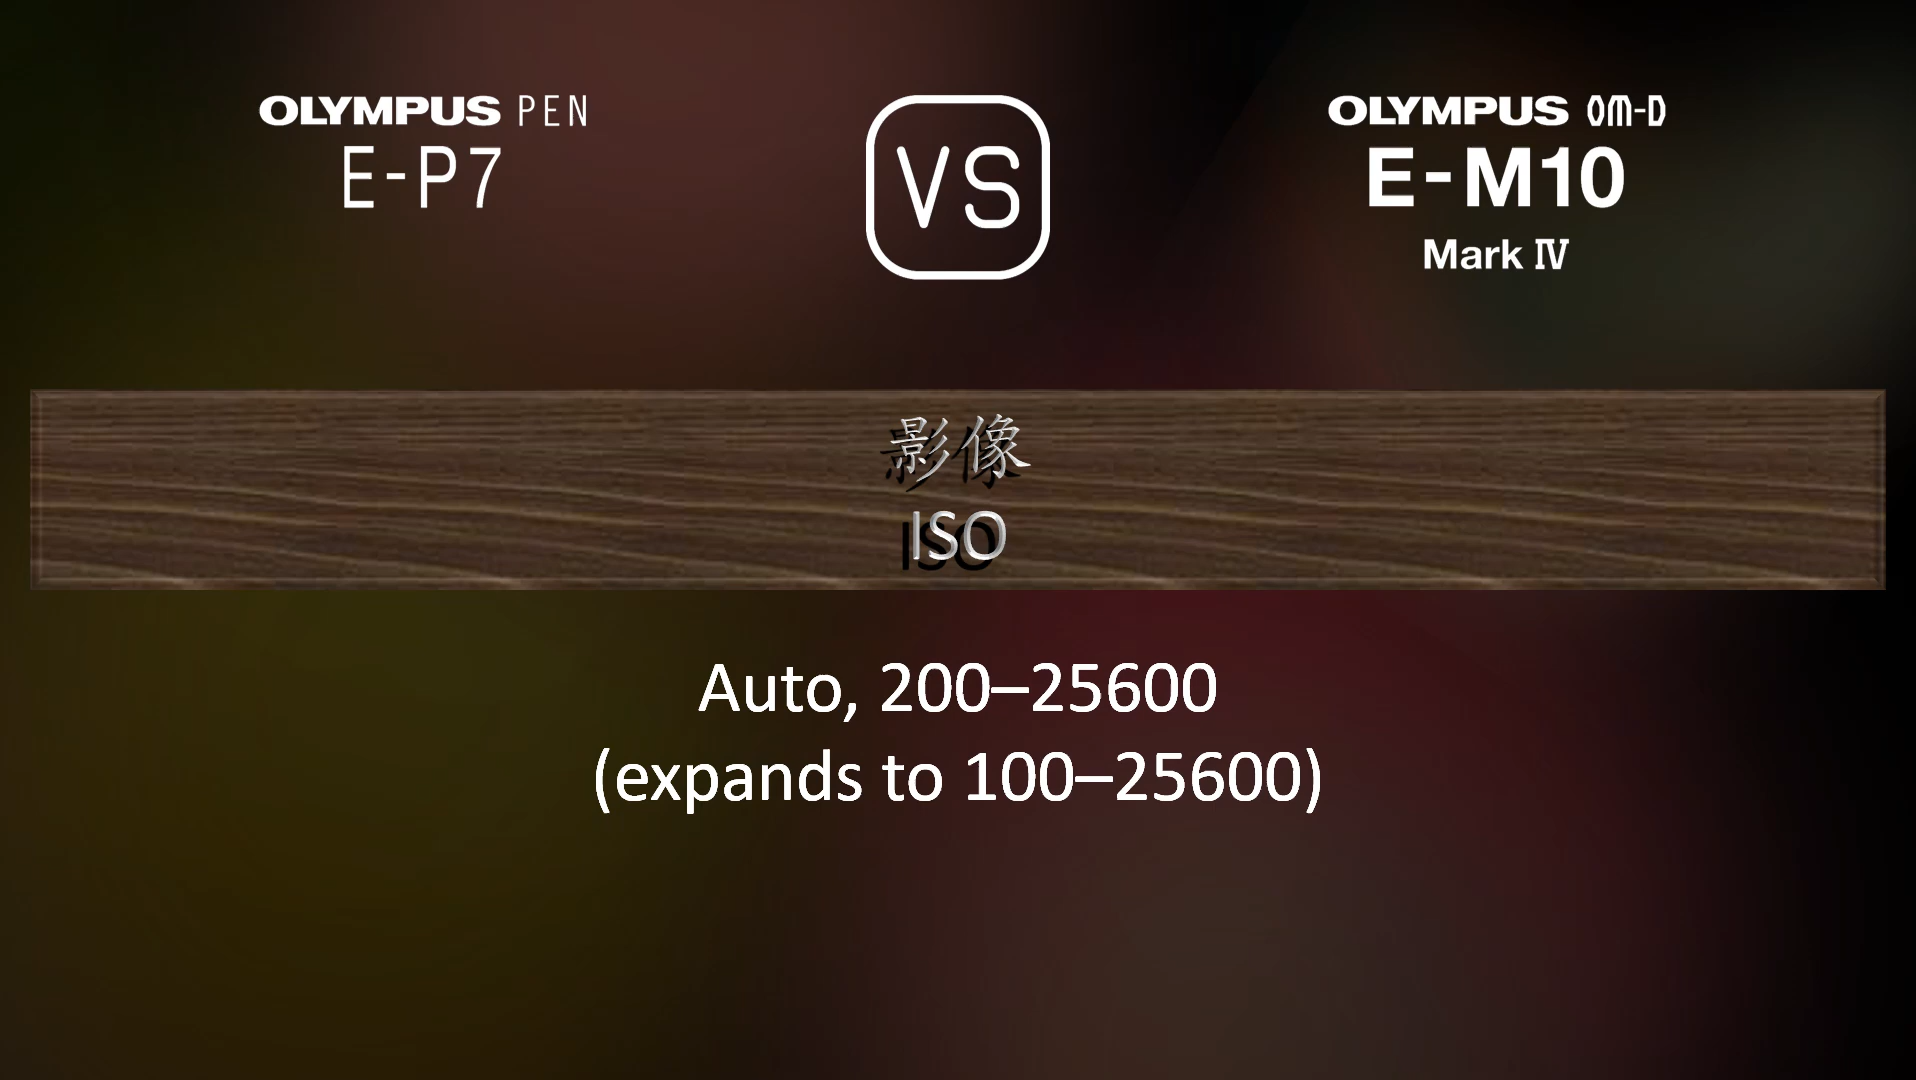 OLYMPUS PEN
E-P7
VS
OLYMPUS OM-D
E-M10
Mark IV
影像
ISO
Auto, 200–25600
(expands to 100–25600)